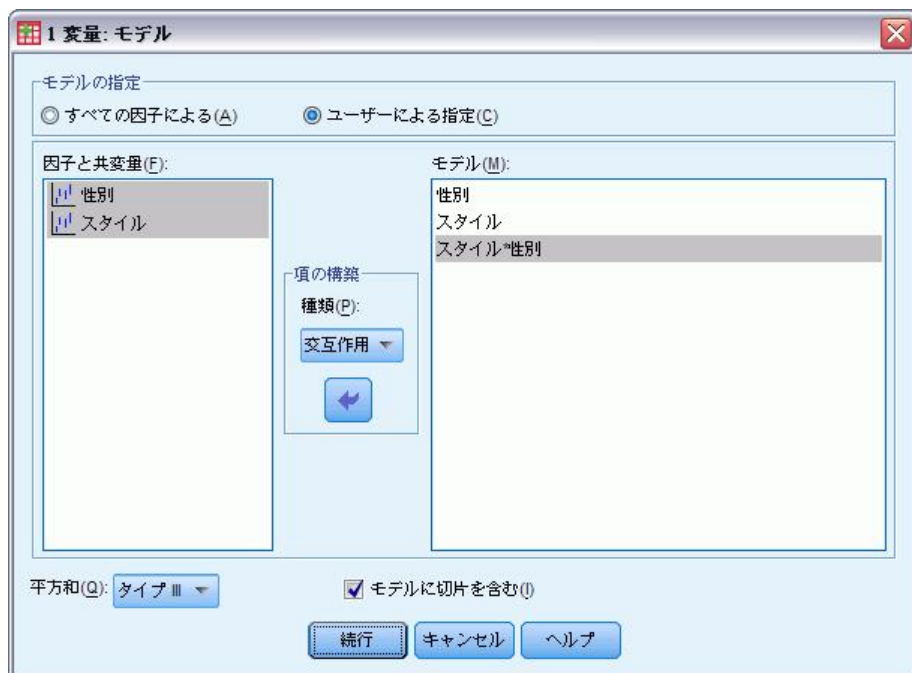 1 変量: モデル
モデルの指定
すべての因子による(A)
ユーザーによる指定(C)
因子と共変量(F):
性別
スタイル
項の構築
種類(P):
交互作用
モデル(M):
性別
スタイル
スタイル*性別
平方和(Q):
タイプ III
モデルに切片を含む(I)
続行
キャンセル
ヘルプ